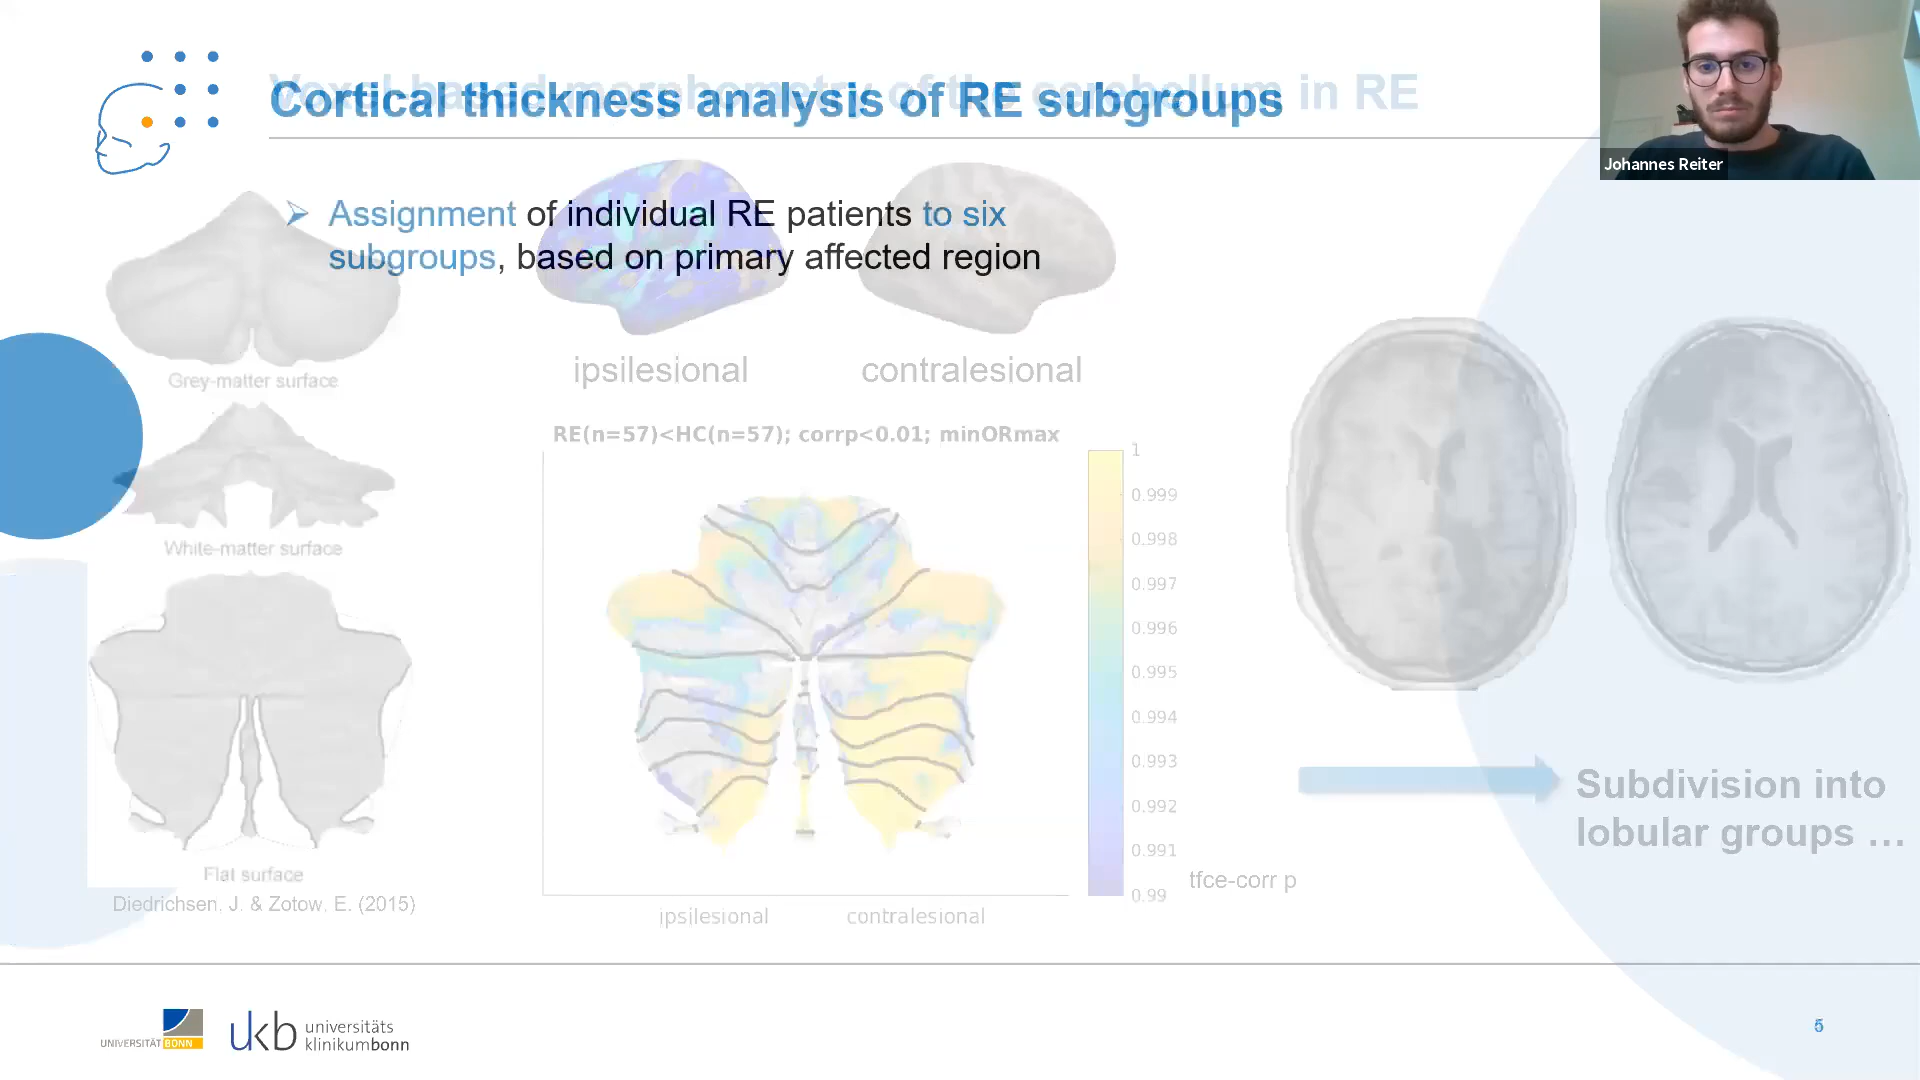 Voxel-based morphometry of the cerebellum in RE
Cortical thickness analysis of RE subgroups
Johannes Reiter
Assignment of individual RE patients to six
subgroups, based on primary affected region
ipsilesional
contralesional
Grey-matter surface
White-matter surface
Flat surface
Diedrichsen, J. & Zotow, E. (2015)
RE(n=57)<HC(n=57); corrp<0.01; minORmax
1
0.999
0.998
0.997
0.996
0.995
0.994
0.993
0.992
0.991
0.99
tfce-corr p
ipsilesional
contralesional
Subdivision into
lobular groups ...
UNIVERSITÄT BONN
ukb universitäts
klinikumbonn